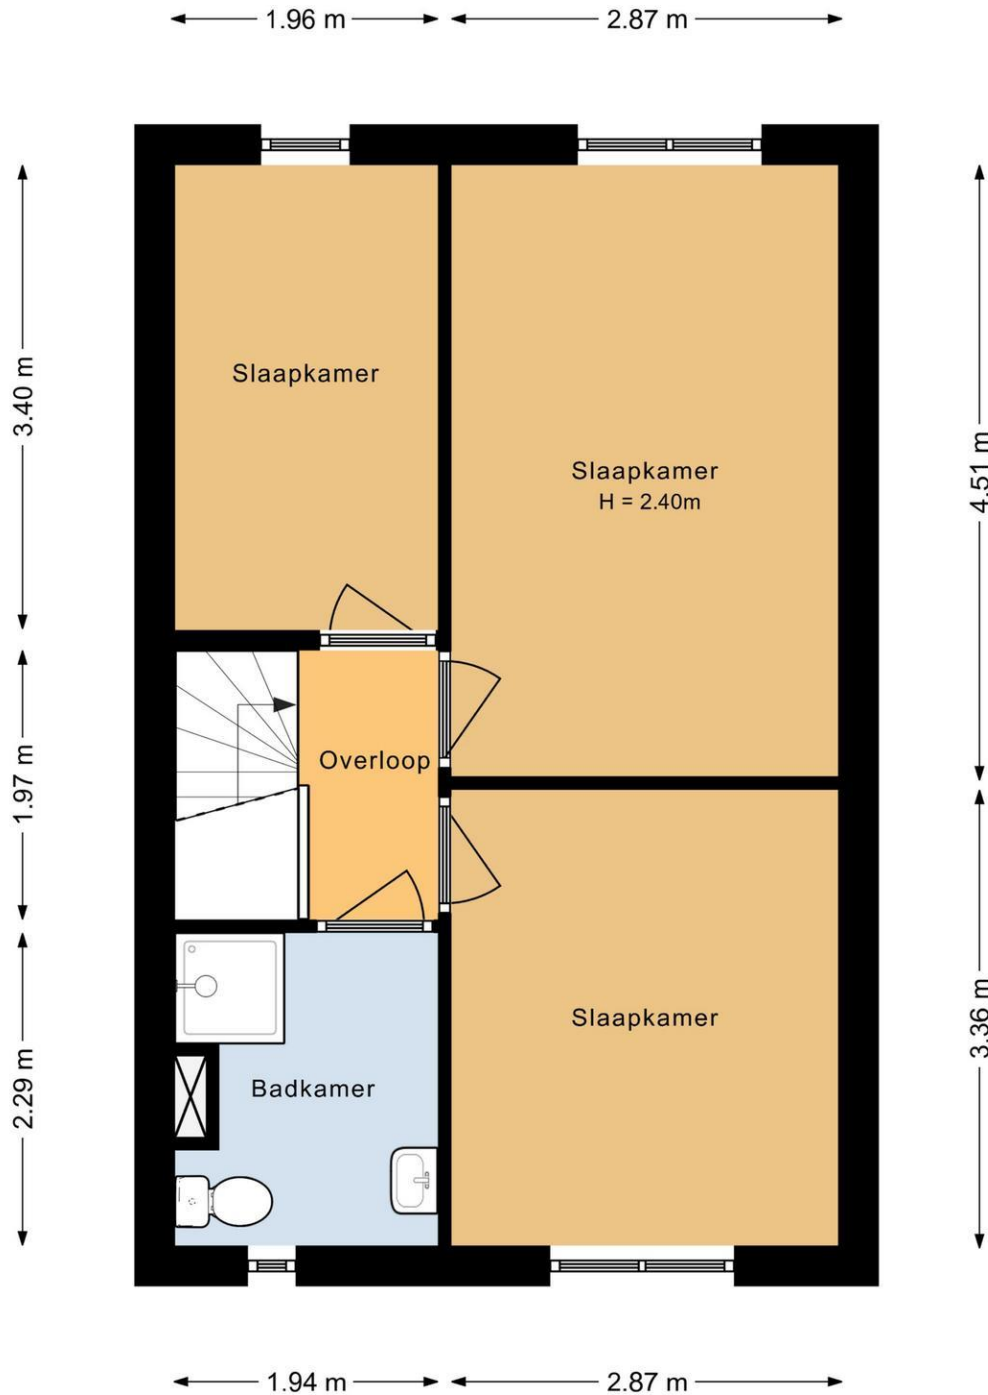 1.96 m
2.87 m
3.40 m
Slaapkamer
Slaapkamer
H = 2.40m
4.51 m
1.97 m
Overloop
2.29 m
Badkamer
Slaapkamer
3.36 m
1.94 m
2.87 m